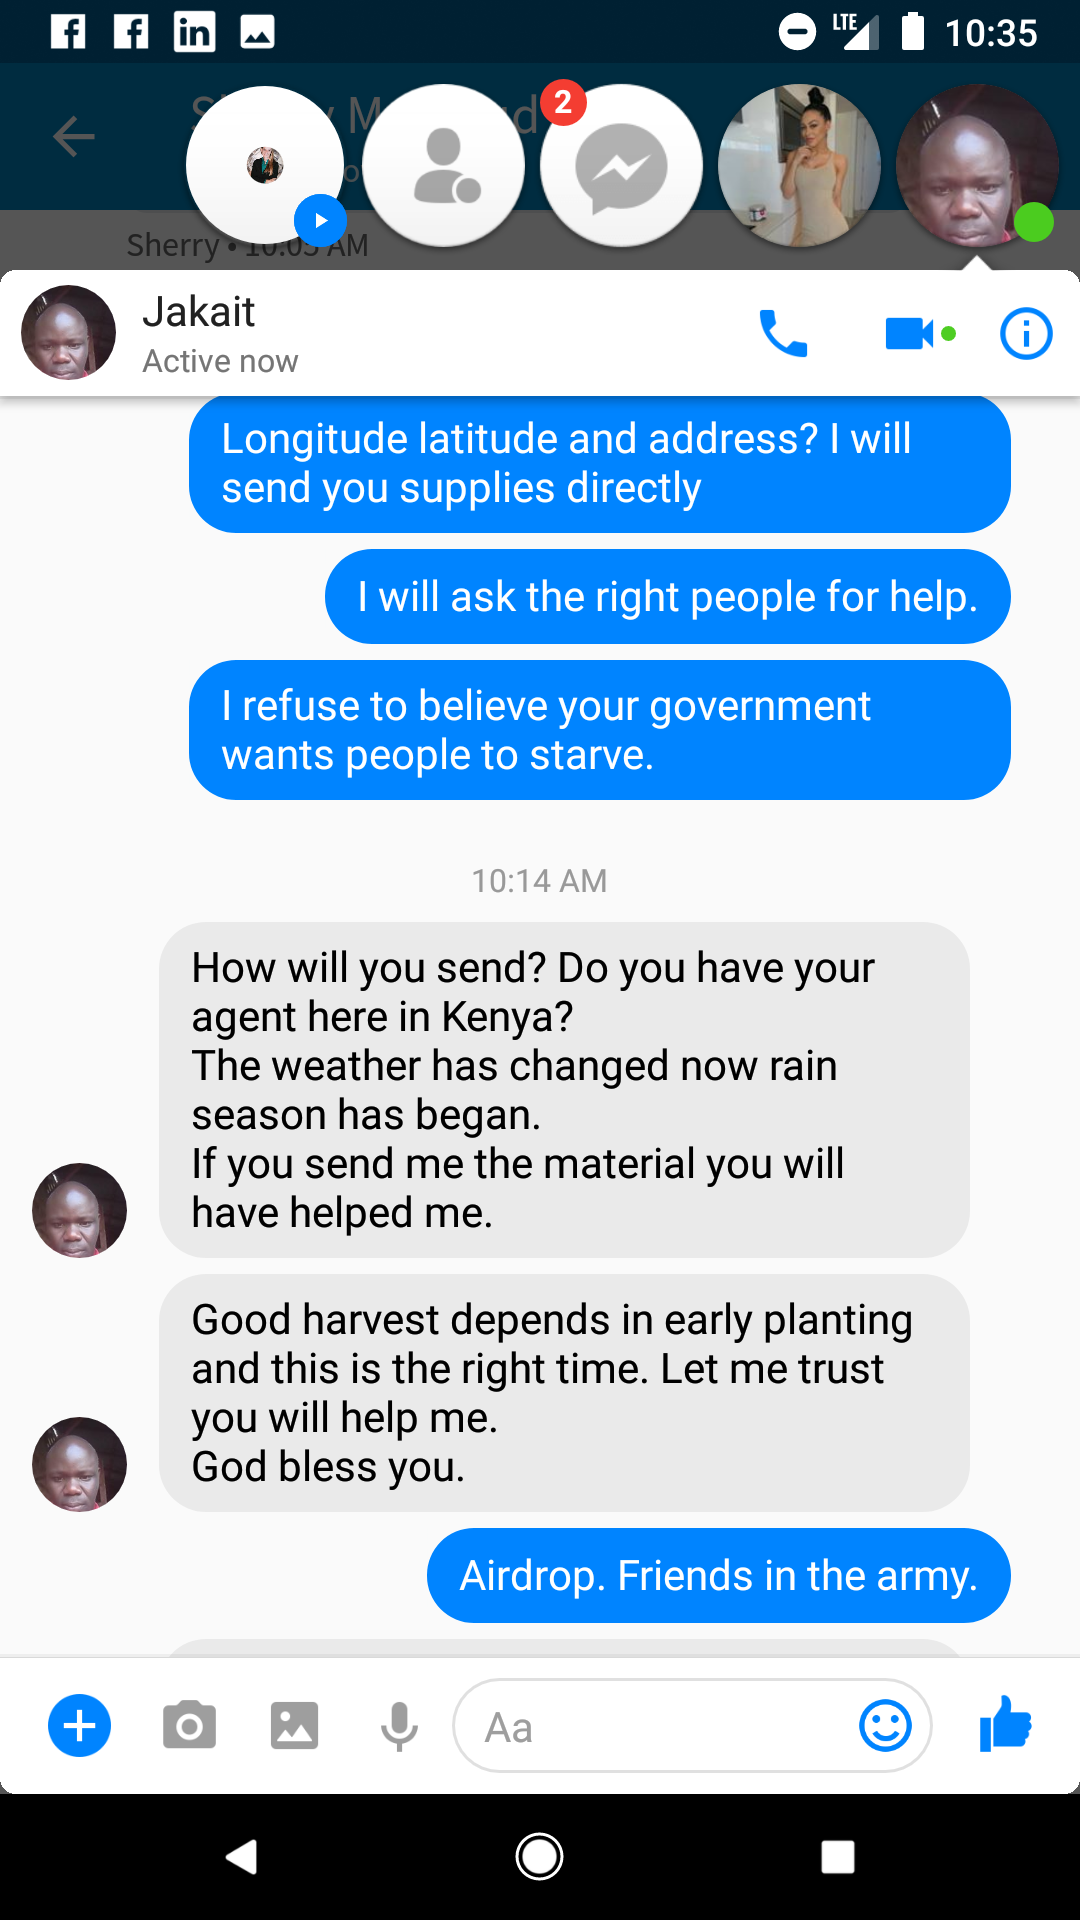 LTE
10:35
2
Sherry • 10:05 AM
Jakait
Active now
Longitude latitude and address? I will
send you supplies directly
I will ask the right people for help.
I refuse to believe your government
wants people to starve.
10:14 AM
How will you send? Do you have your
agent here in Kenya?
The weather has changed now rain
season has began.
If you send me the material you will
have helped me.
Good harvest depends in early planting
and this is the right time. Let me trust
you will help me.
God bless you.
Airdrop. Friends in the army.
Aa